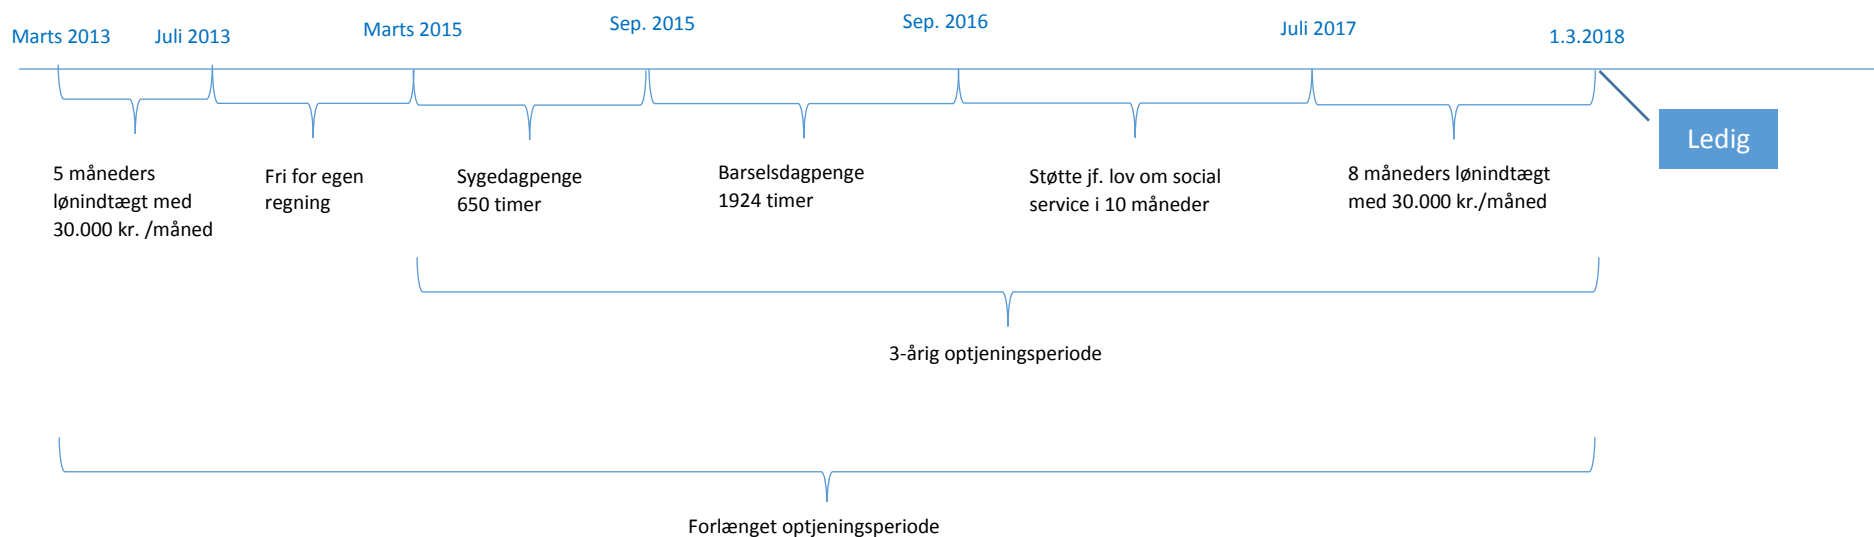 Marts 2013
Juli 2013
Marts 2015
Sep. 2015
Sep. 2016
Juli 2017
1.3.2018
Ledig
5 måneders
lønindtægt med
30.000 kr. /måned
Fri for egen
regning
Sygedagpenge
650 timer
Barselsdagpenge
1924 timer
Støtte jf. lov om social
service i 10 måneder
8 måneders lønindtægt
med 30.000 kr./måned
3-årig optjeningsperiode
Forlænget optjeningsperiode